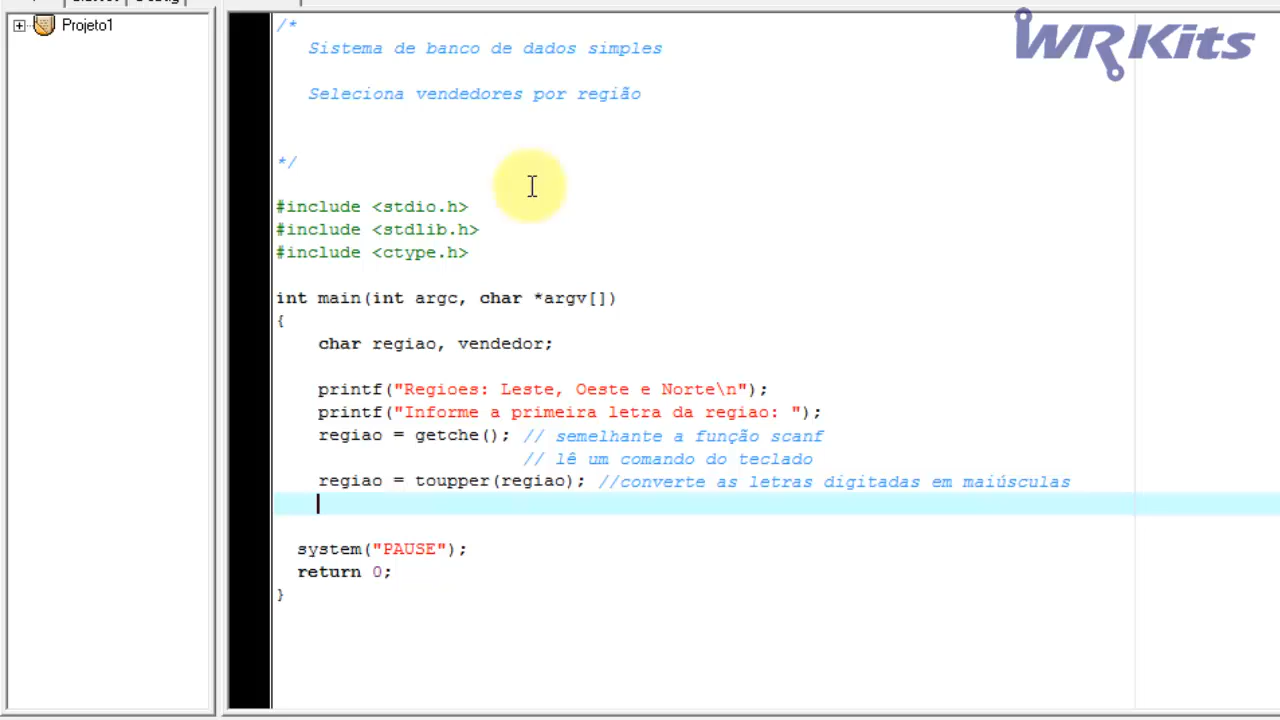 Projeto1
WR Kits
/*
Sistema de banco de dados simples
Seleciona vendedores por região
*/
#include <stdio.h>
#include <stdlib.h>
#include <ctype.h>
int main(int argc, char *argv[])
{
char regiao, vendedor;
printf("Regioes: Leste, Oeste e Norte\n");
printf("Informe a primeira letra da regiao: ");
regiao = getche(); // semelhante a função scanf
// lê um comando do teclado
regiao = toupper(regiao); //converte as letras digitadas em maiúsculas
system("PAUSE");
return 0;
}